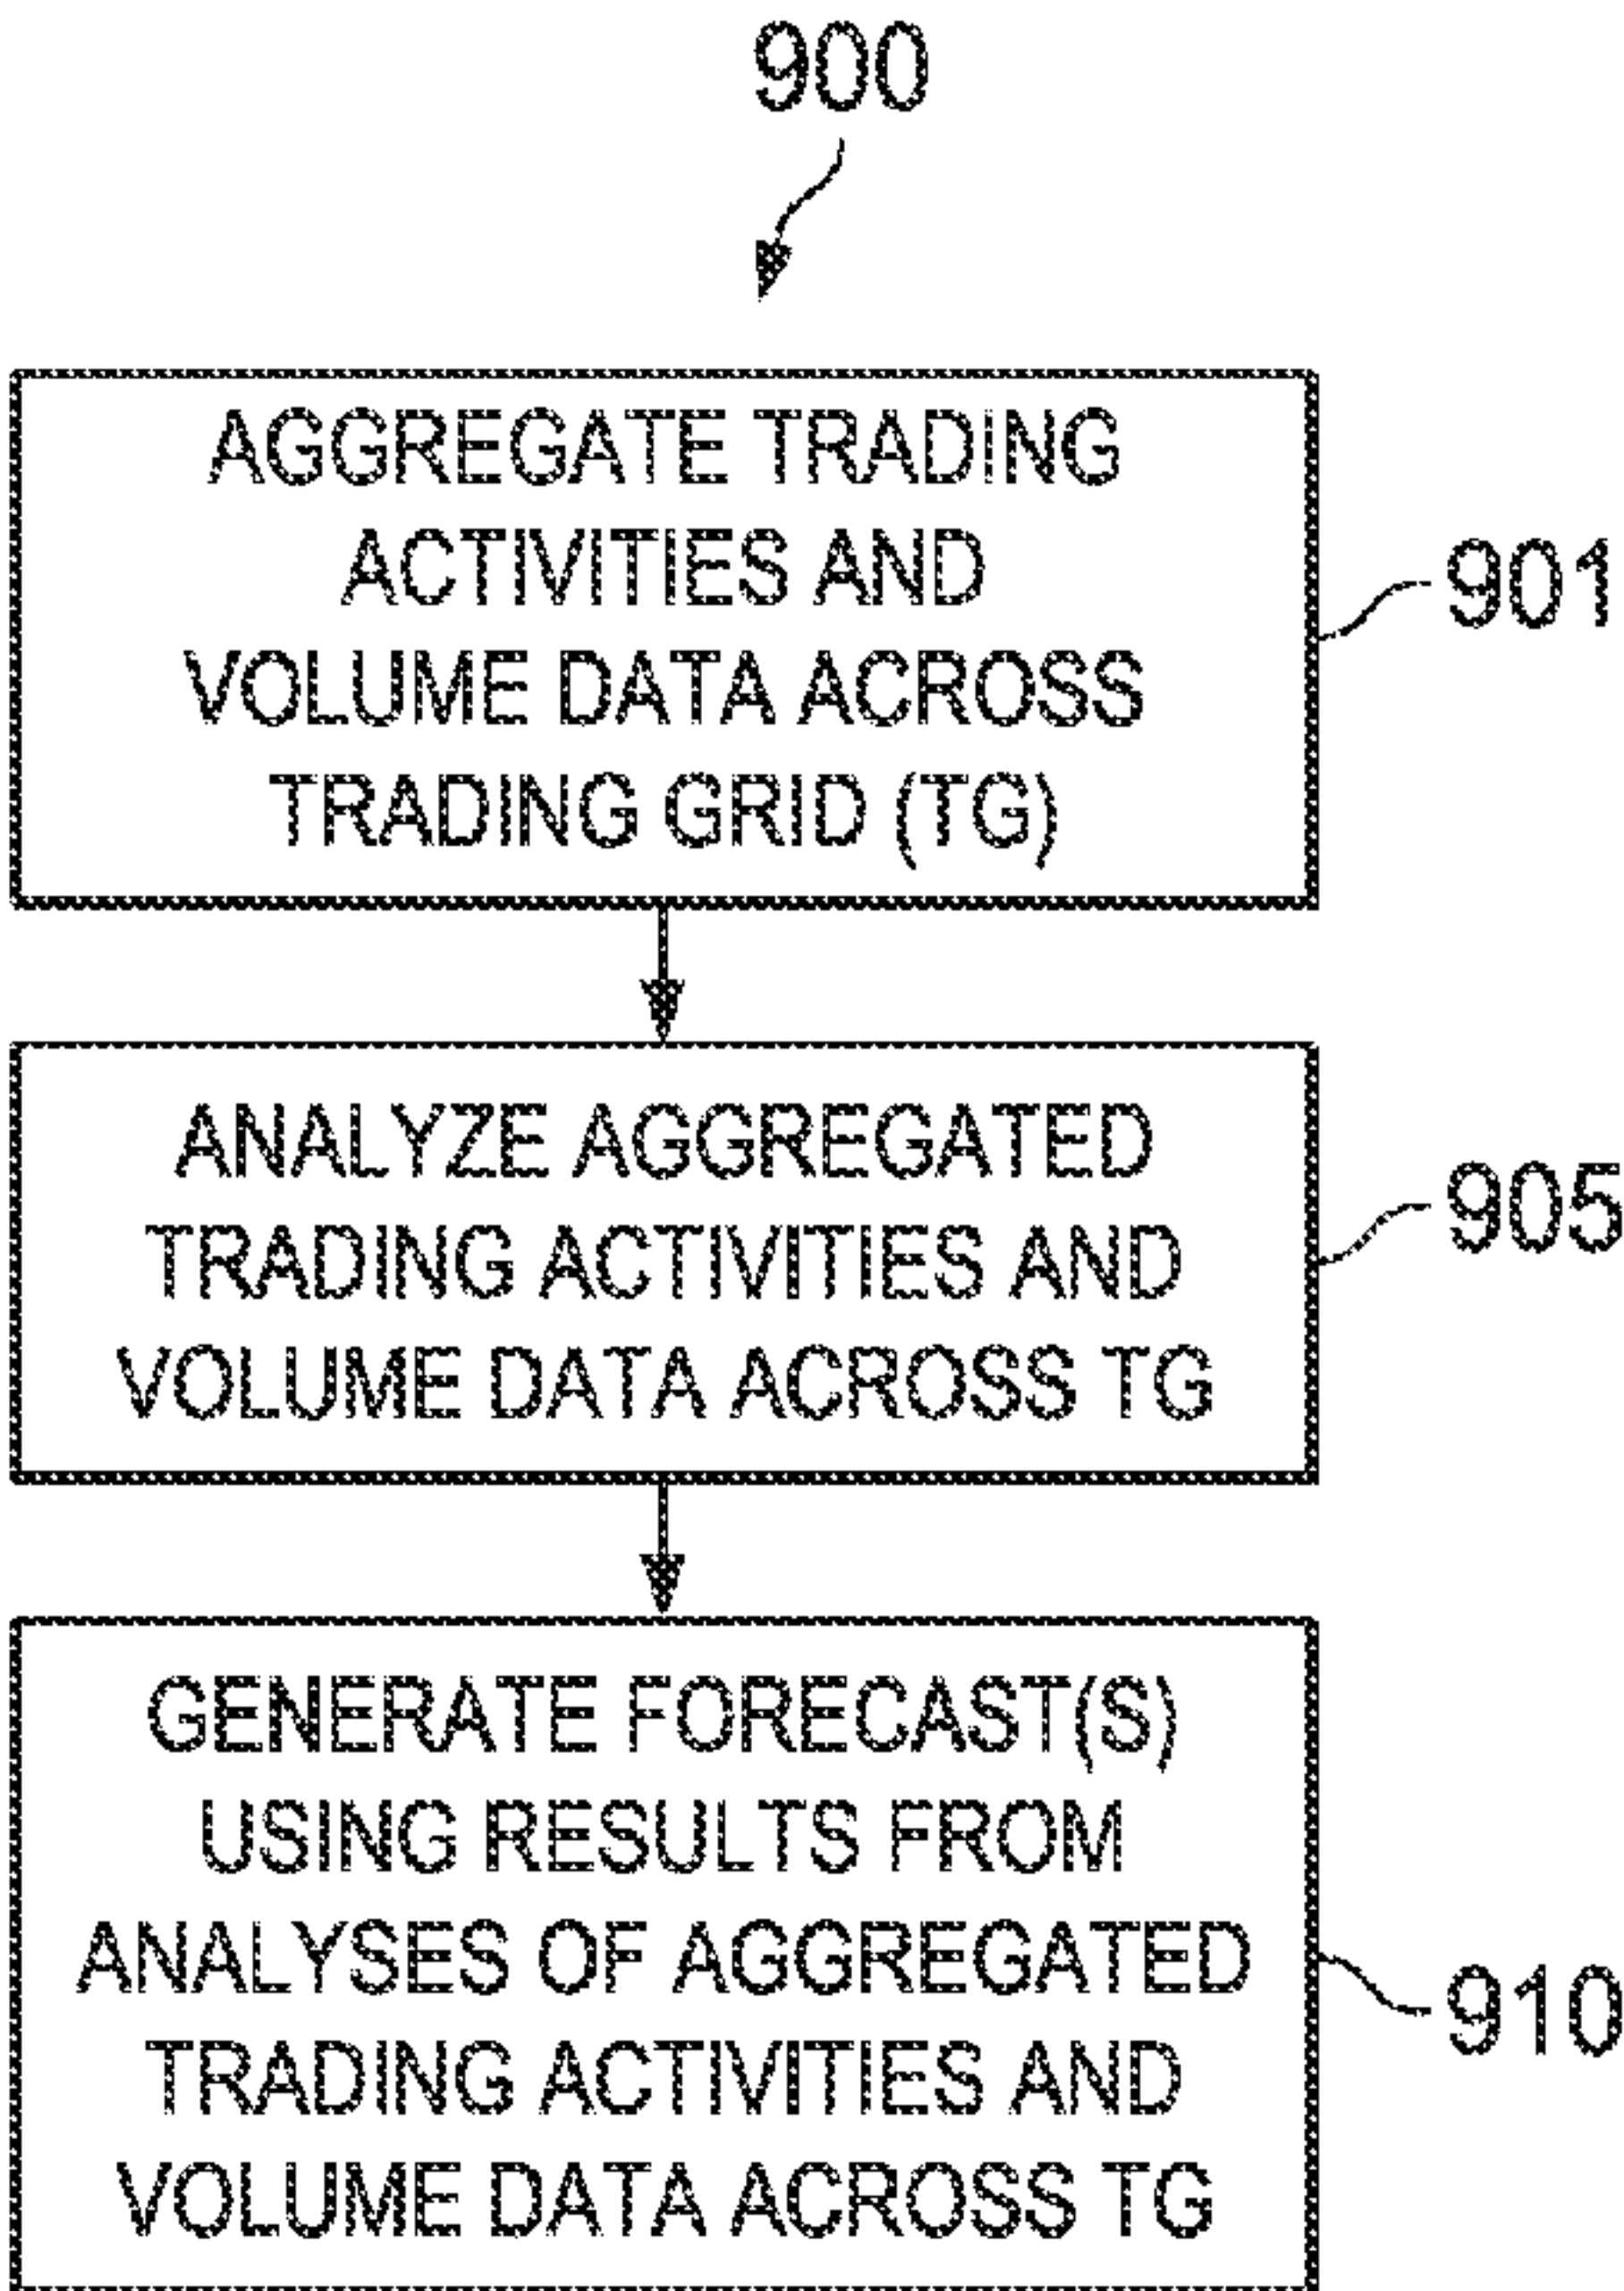 900
AGGREGATE TRADING
ACTIVITIES AND
VOLUME DATA ACROSS
TRADING GRID (TG)
901
ANALYZE AGGREGATED
TRADING ACTIVITIES AND
VOLUME DATA ACROSS TG
905
GENERATE FORECAST(S)
USING RESULTS FROM
ANALYSES OF AGGREGATED
TRADING ACTIVITIES AND
VOLUME DATA ACROSS TG
910